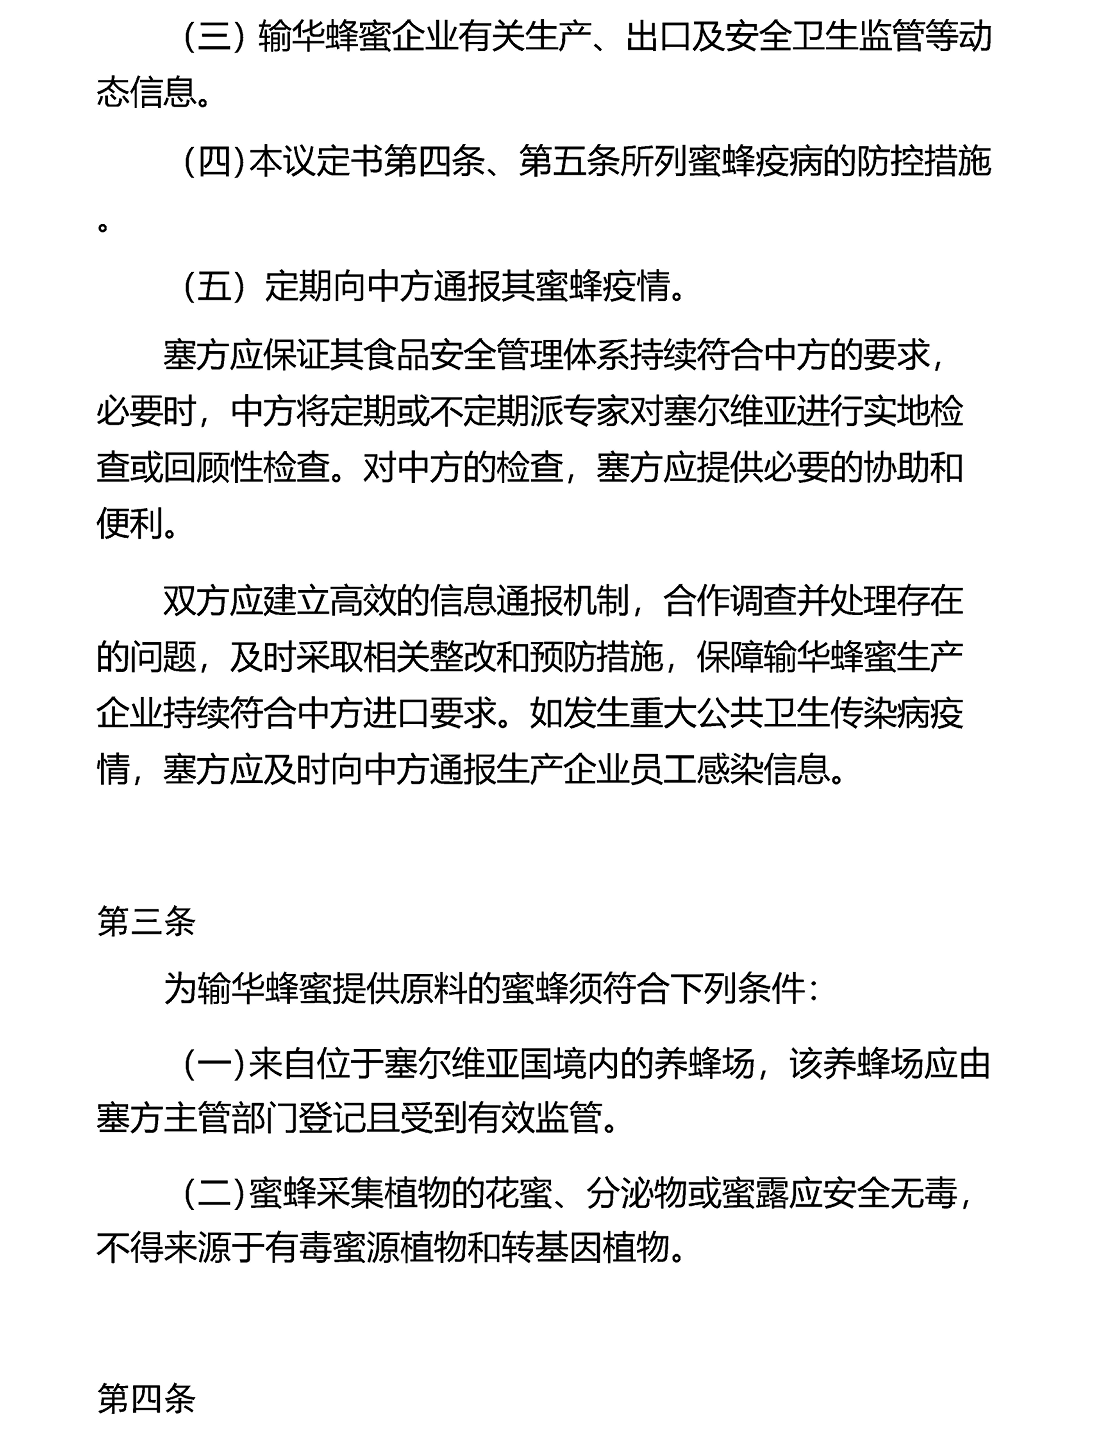 （三）输华蜂蜜企业有关生产、出口及安全卫生监管等动
态信息。
（四）本议定书第四条、第五条所列蜜蜂疫病的防控措施
。
（五）定期向中方通报其蜜蜂疫情。
塞方应保证其食品安全管理体系持续符合中方的要求，
必要时，中方将定期或不定期派专家对塞尔维亚进行实地检
查或回顾性检查。对中方的检查，塞方应提供必要的协助和
便利。
双方应建立高效的信息通报机制，合作调查并处理存在
的问题，及时采取相关整改和预防措施，保障输华蜂蜜生产
企业持续符合中方进口要求。如发生重大公共卫生传染病疫
情，塞方应及时向中方通报生产企业员工感染信息。
第三条
为输华蜂蜜提供原料的蜜蜂须符合下列条件：
（一）来自位于塞尔维亚国境内的养蜂场，该养蜂场应由
塞方主管部门登记且受到有效监管。
（二）蜜蜂采集植物的花蜜、分泌物或蜜露应安全无毒，
不得来源于有毒蜜源植物和转基因植物。
第四条